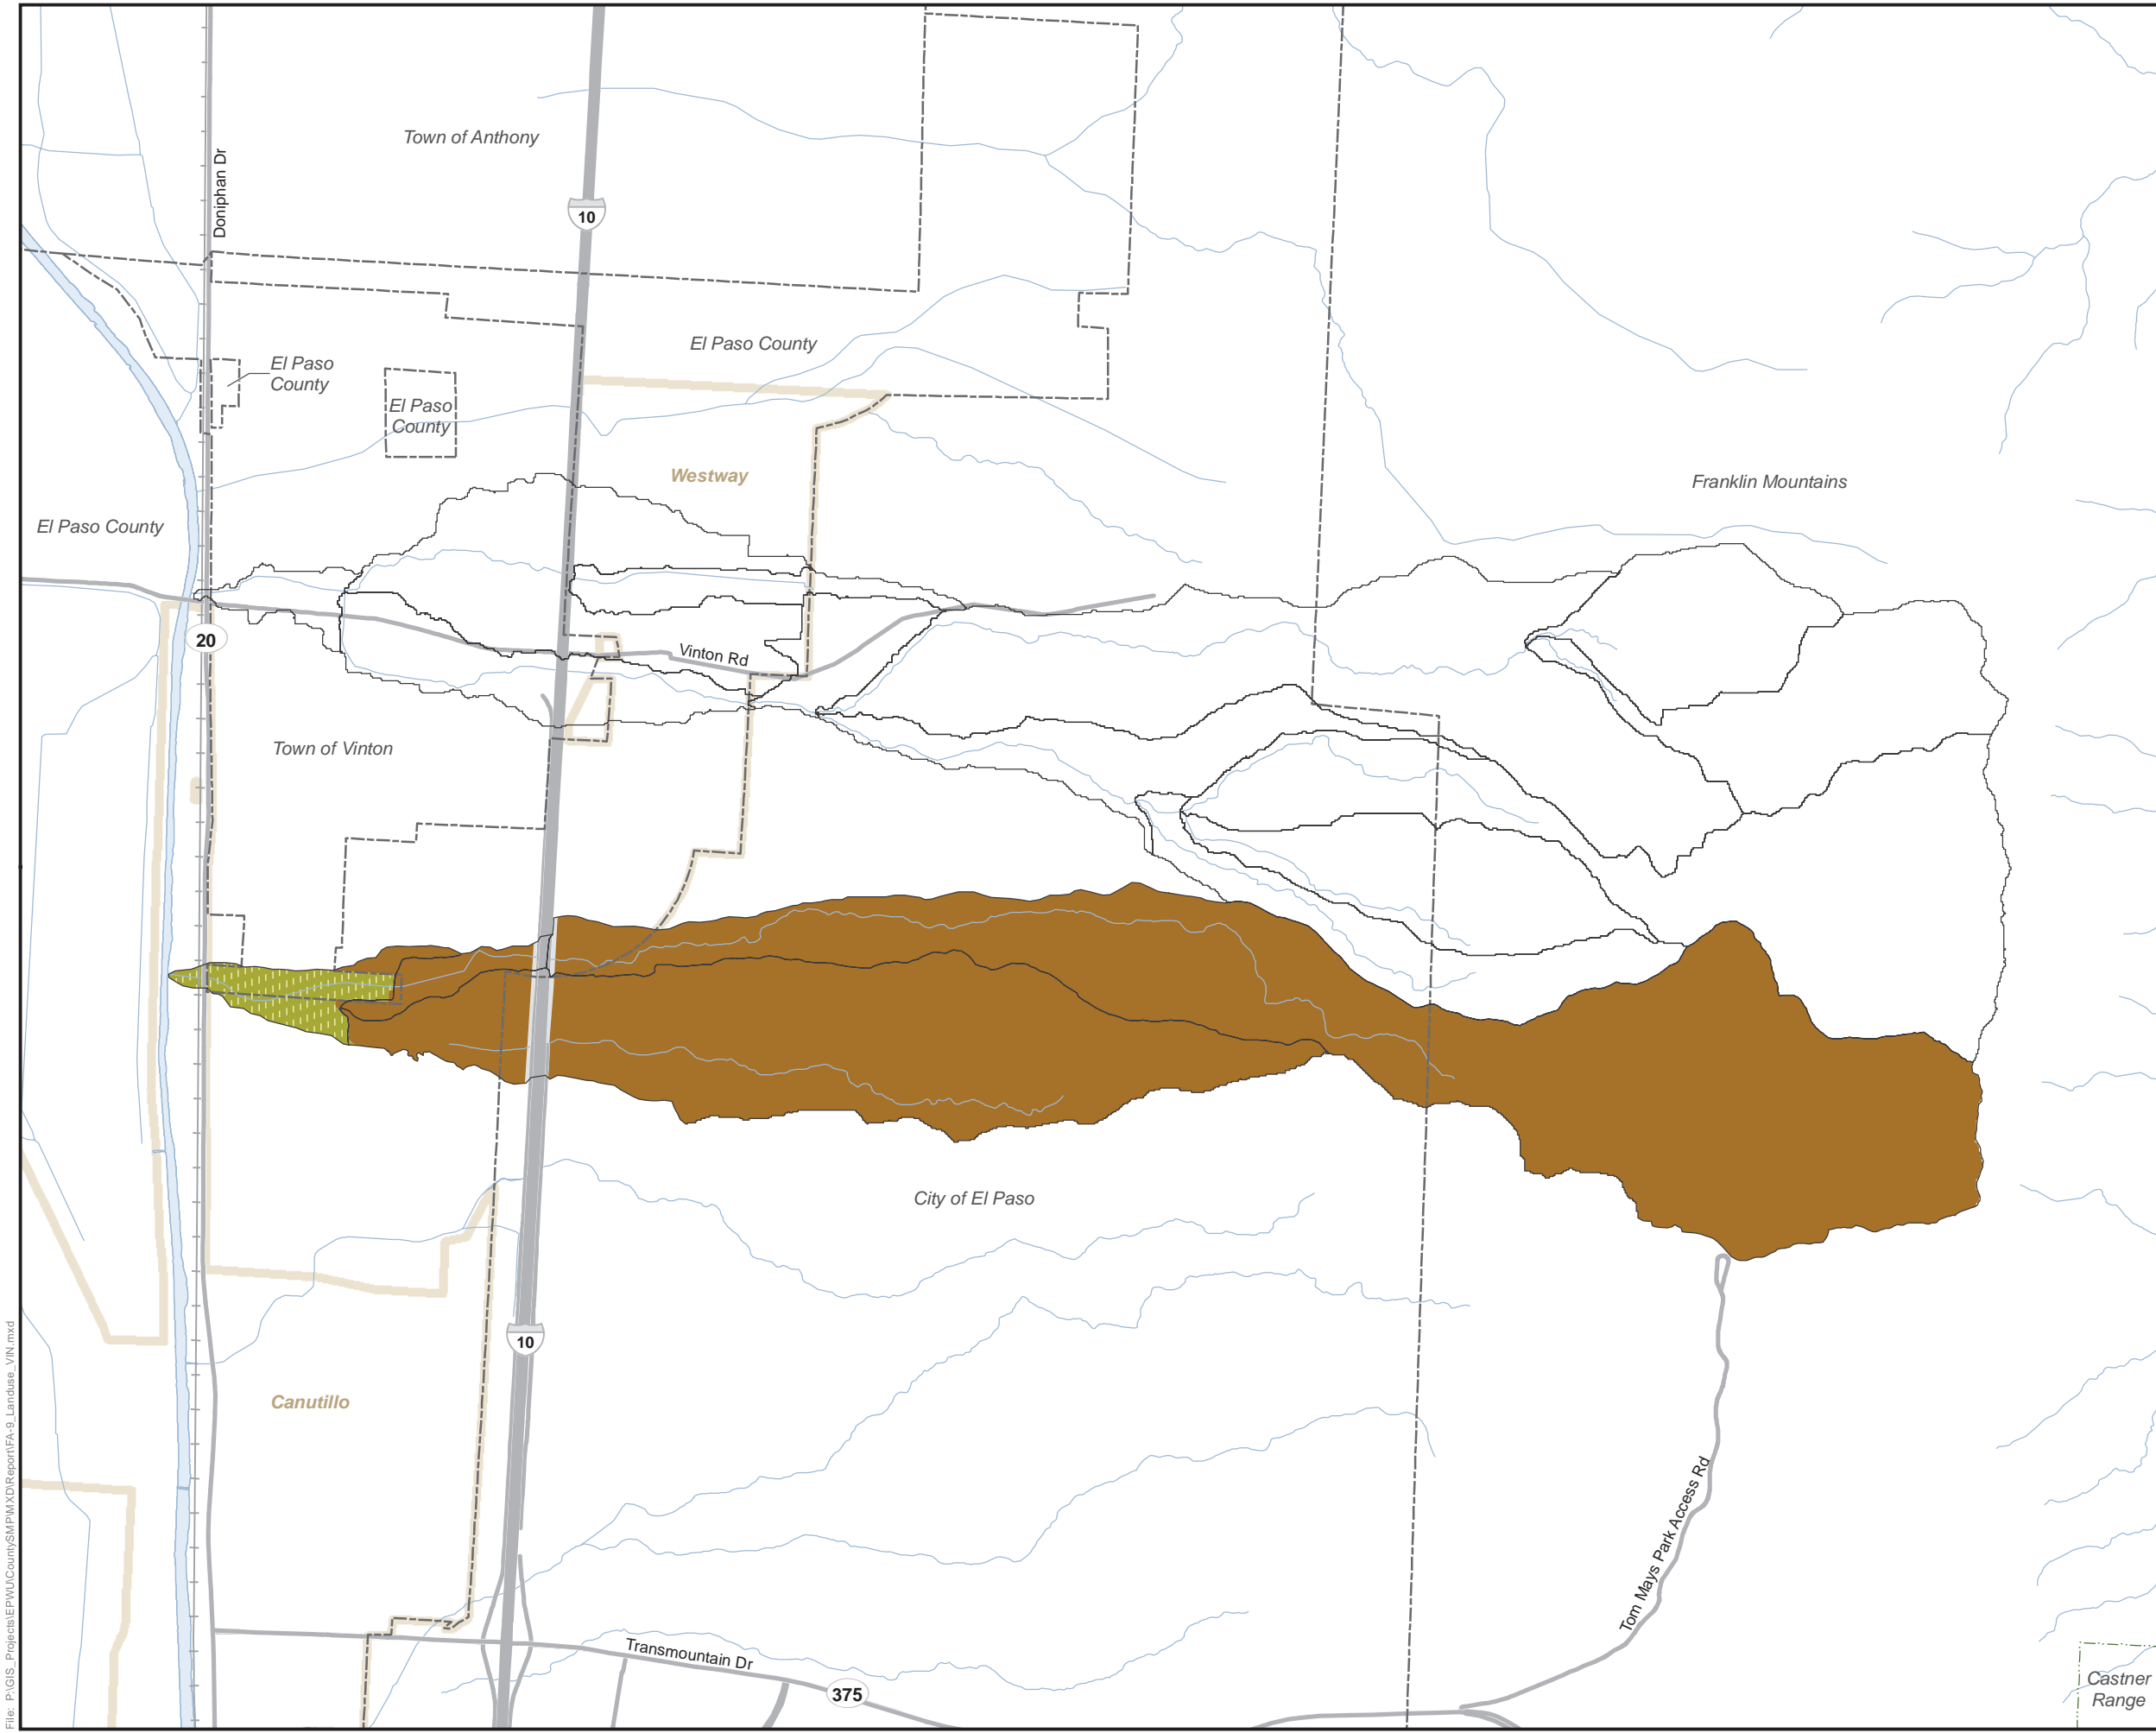 Town of Anthony
Doniphan Dr
10
El Paso County
El Paso
County
El Paso
County
Westway
Franklin Mountains
El Paso County
20
Vinton Rd
Town of Vinton
City of El Paso
10
Canutillo
Tom Mays Park Access Rd
Transmountain Dr
375
Castner
Range
File: P:\GIS_Projects\EPWU\CountySMP\MXD\Report\FA-9_Landuse_VIN.mxd